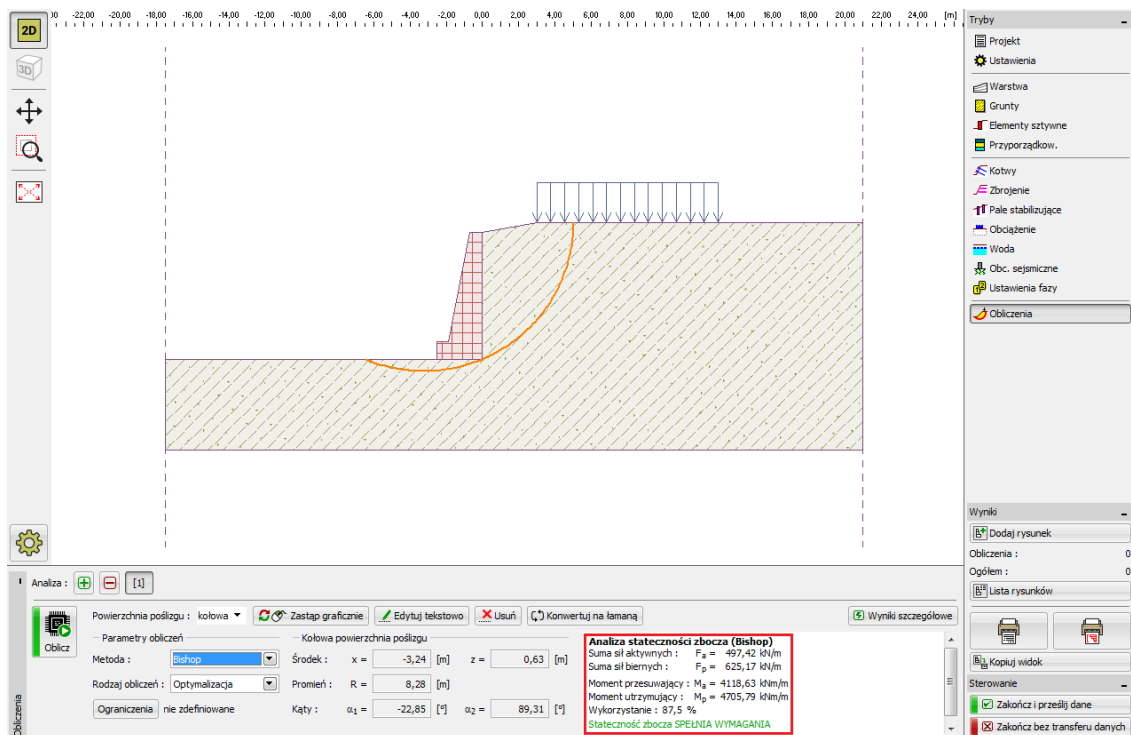 -22,00 -20,00 -18,00 -16,00 -14,00 -12,00 -10,00 -8,00 -6,00 -4,00 -2,00 0,00 2,00 4,00 6,00 8,00 10,00 12,00 14,00 16,00 18,00 20,00 22,00 24,00 [m]
2D
3D
Tryby
Projekt
Ustawienia
Warstwa
Grunty
Elementy sztywne
Przyporządkow.
Kotwy
Zbrojenie
Pale stabilizujące
Obciążenie
Woda
Obc. sejsmiczne
Ustawienia fazy
Obliczenia
Wyniki
Dodaj rysunek
Obliczenia : 0
Ogółem : 0
Lista rysunków
Kopiuj widok
Sterowanie
Zakończ i prześlij dane
Zakończ bez transferu danych
Obliczenia
Analiza : [1]
Oblicz
Powierzchnia poślizgu : kołowa Zastąp graficznie Edytuj tekstowo Usuń Konwertuj na łamaną Wyniki szczegółowe
Parametry obliczeń
Metoda : Bishop
Rodzaj obliczeń : Optymalizacja
Ograniczenia nie zdefiniowane
Kołowa powierzchnia poślizgu
Środek : x = -3,24 [m] z = 0,63 [m]
Promień : R = 8,28 [m]
Kąty : α1 = -22,85 [°] α2 = 89,31 [°]
Analiza stateczności zbocza (Bishop)
Suma sił aktywnych : Fa = 497,42 kN/m
Suma sił biernych : Fp = 625,17 kN/m
Moment przesuwający : Ma = 4118,63 kNm/m
Moment utrzymujący : Mp = 4705,79 kNm/m
Wykorzystanie : 87,5 %
Stateczność zbocza SPEŁNIA WYMAGANIA